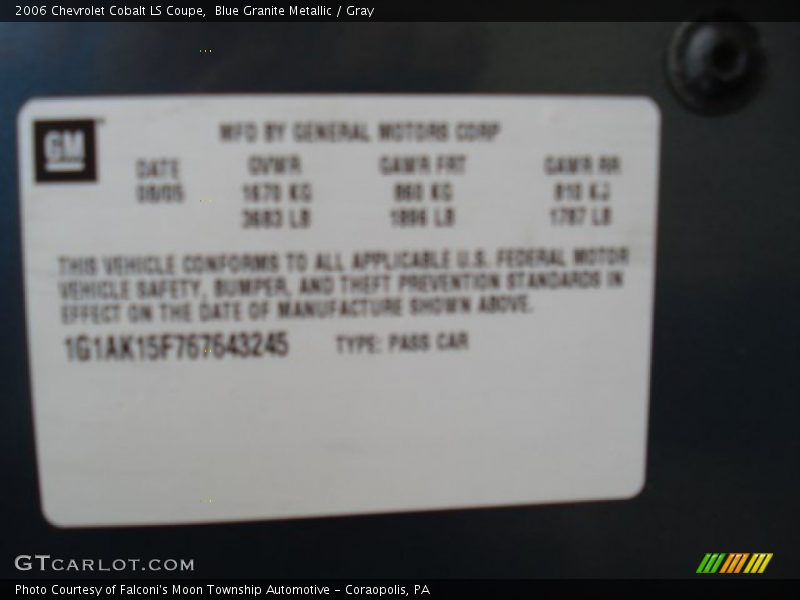 2006 Chevrolet Cobalt LS Coupe,  Blue Granite Metallic / Gray
GM
MFD BY GENERAL MOTORS CORP
DATE GVWR GAWR FRT GAWR RR
08/05 1670 KG 860 KG 810 KG
3683 LB 1896 LB 1787 LB
THIS VEHICLE CONFORMS TO ALL APPLICABLE U.S. FEDERAL MOTOR
VEHICLE SAFETY, BUMPER, AND THEFT PREVENTION STANDARDS IN
EFFECT ON THE DATE OF MANUFACTURE SHOWN ABOVE.
1G1AK15F767643245 TYPE: PASS CAR
GTCARLOT.COM
Photo Courtesy of Falconi's Moon Township Automotive - Coraopolis, PA